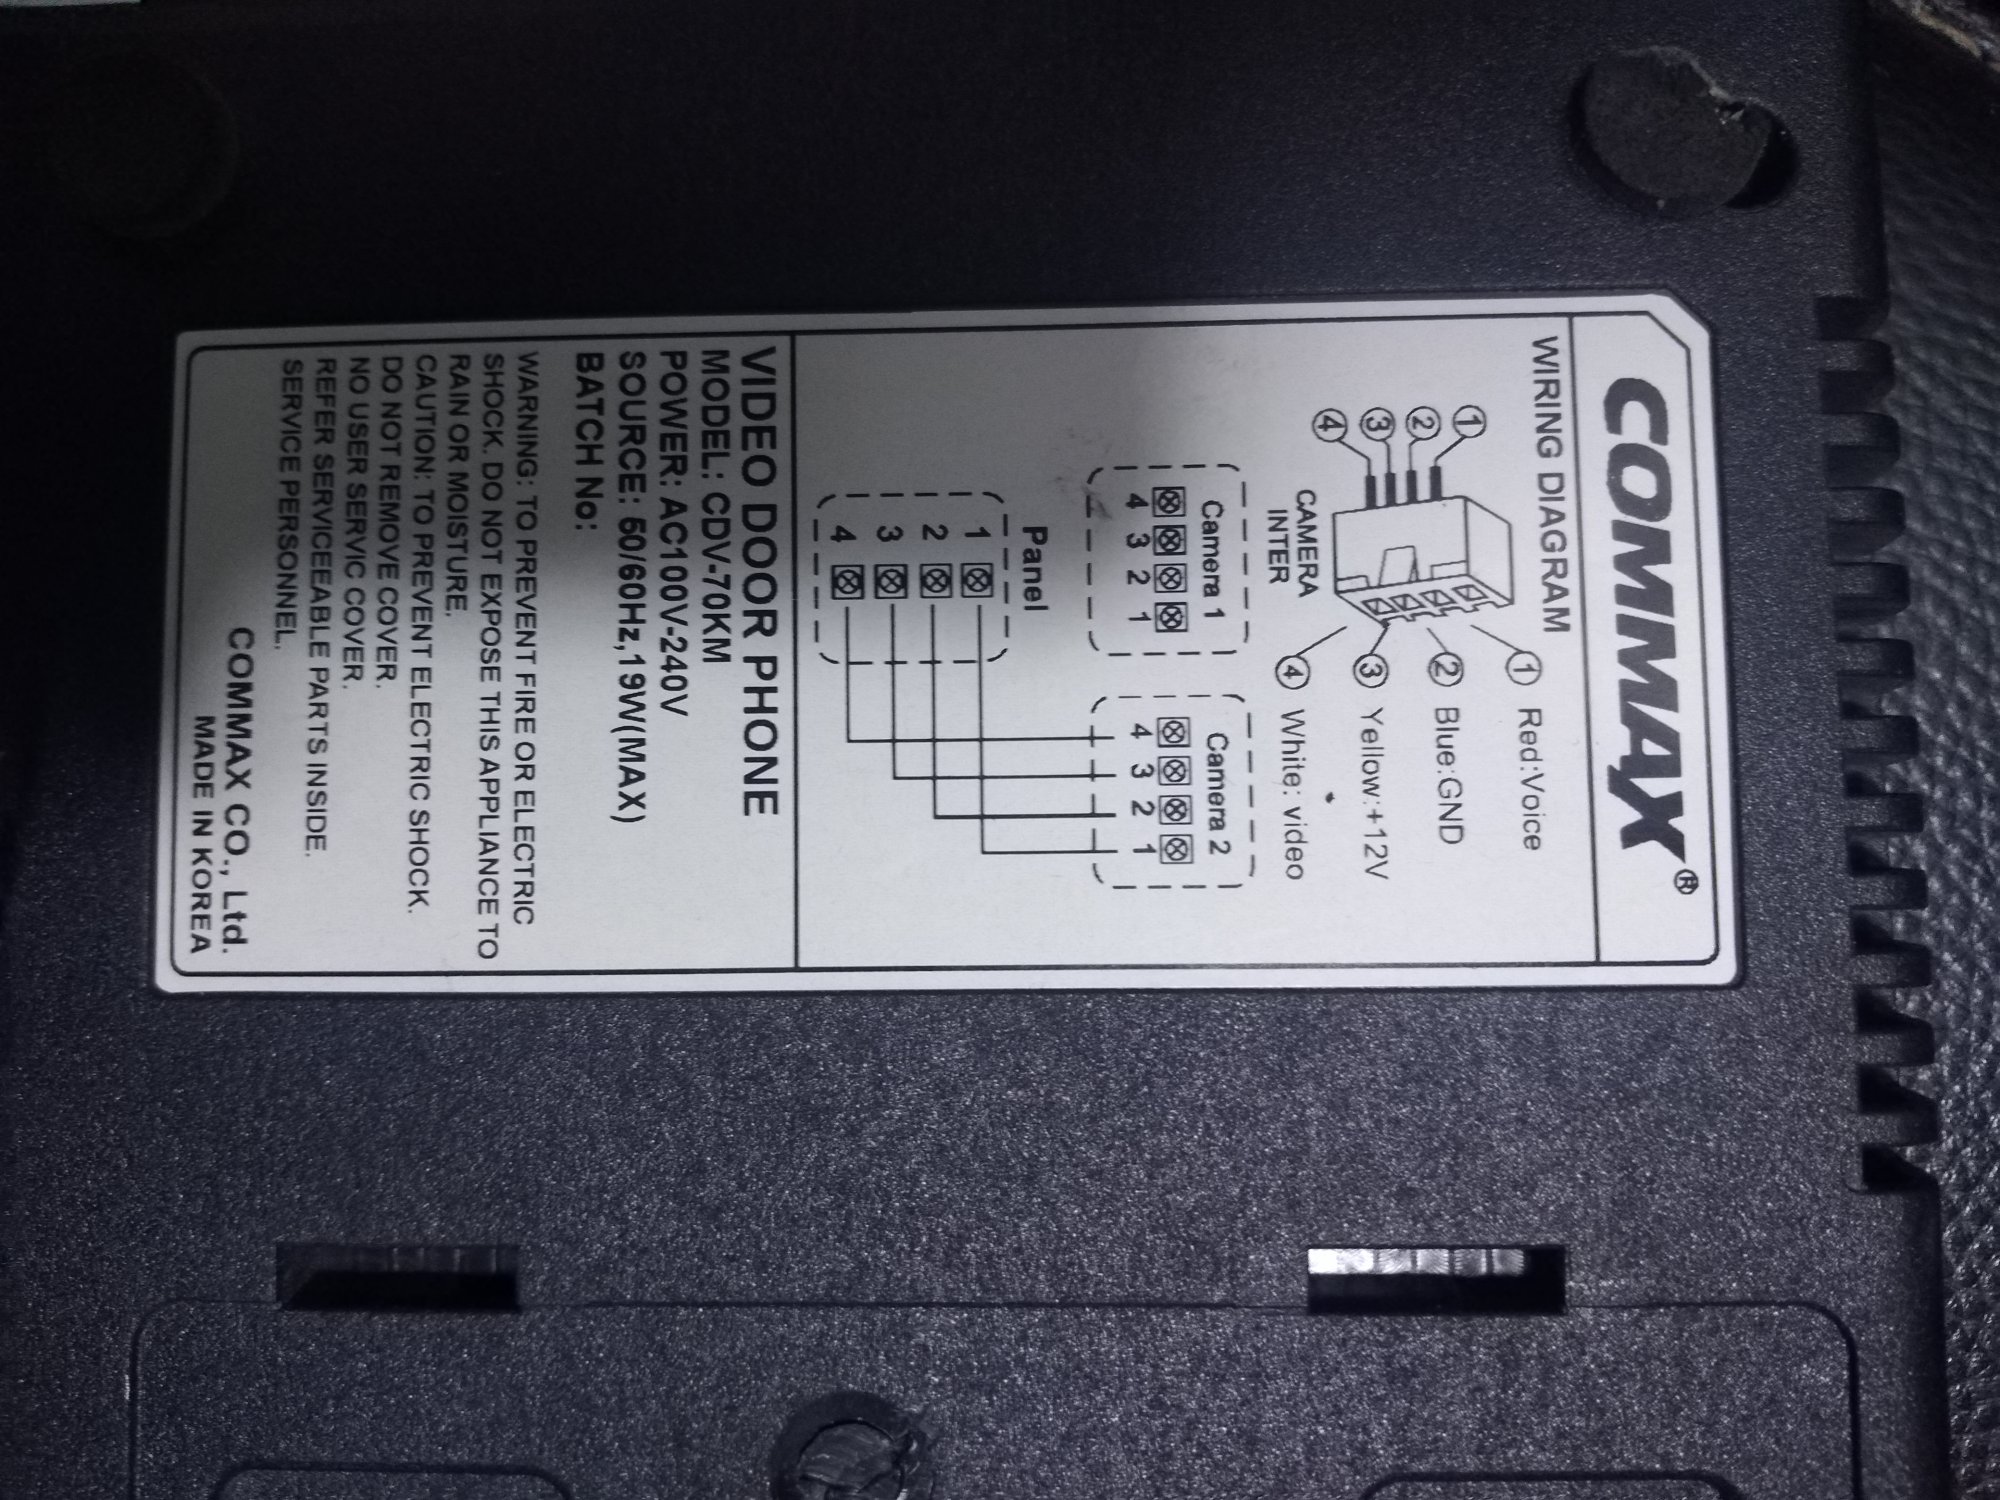 COMMAX®
WIRING DIAGRAM
① ① Red:Voice
② ② Blue:GND
③ ③ Yellow:+12V
④ ④ White: video
CAMERA
INTER
Camera 1 Camera 2
4 3 2 1 4 3 2 1
Panel
1
2
3
4
VIDEO DOOR PHONE
MODEL: CDV-70KM
POWER: AC100V-240V
SOURCE: 50/60Hz,19W(MAX)
BATCH No:
WARNING: TO PREVENT FIRE OR ELECTRIC
SHOCK. DO NOT EXPOSE THIS APPLIANCE TO
RAIN OR MOISTURE.
CAUTION: TO PREVENT ELECTRIC SHOCK.
DO NOT REMOVE COVER.
NO USER SERVIC COVER.
REFER SERVICEEABLE PARTS INSIDE.
SERVICE PERSONNEL.
COMMAX CO., Ltd.
MADE IN KOREA